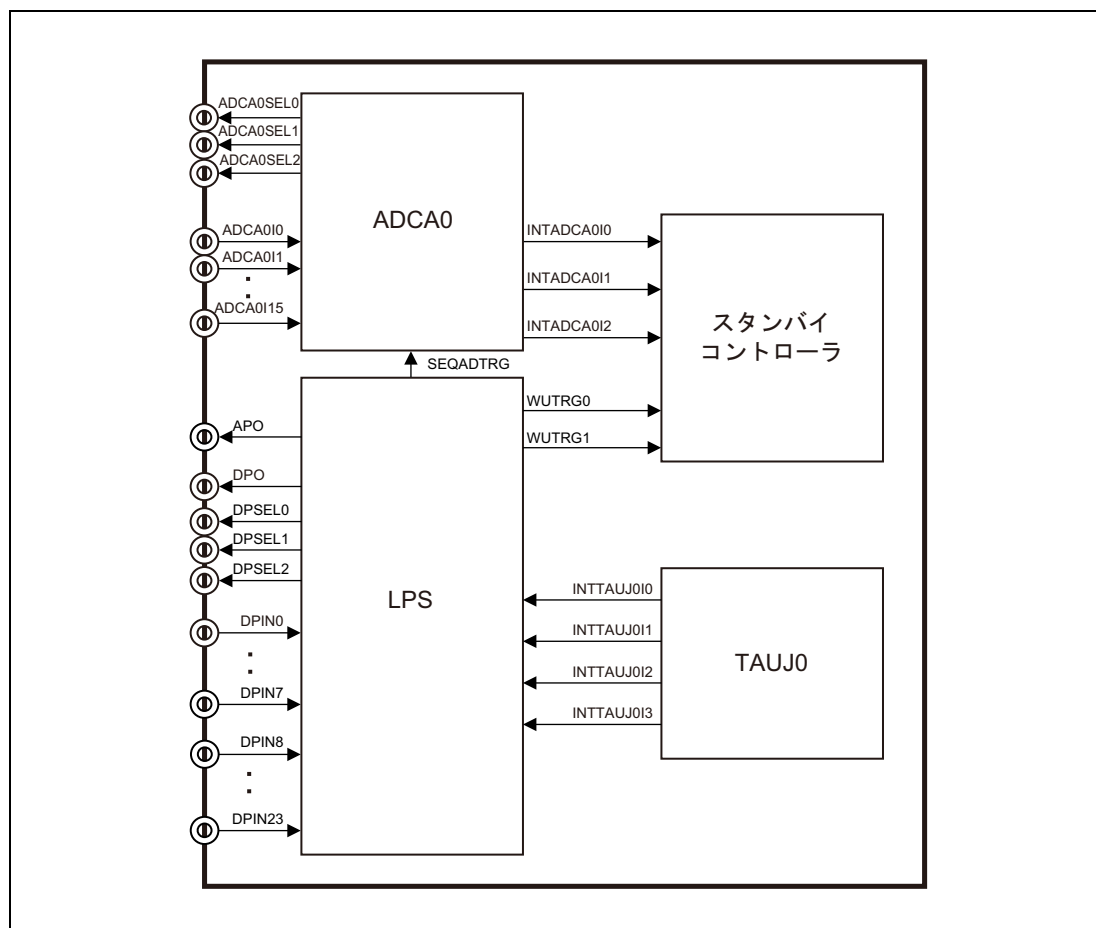 ADCA0SEL0
ADCA0SEL1
ADCA0SEL2
ADCA0I0
ADCA0I1
ADCA0I15
ADCA0
INTADCA0I0
INTADCA0I1
INTADCA0I2
スタンバイ
コントローラ
SEQADTRG
WUTRG0
WUTRG1
APO
DPO
DPSEL0
DPSEL1
DPSEL2
DPIN0
DPIN7
DPIN8
DPIN23
LPS
INTTAUJ0I0
INTTAUJ0I1
INTTAUJ0I2
INTTAUJ0I3
TAUJ0